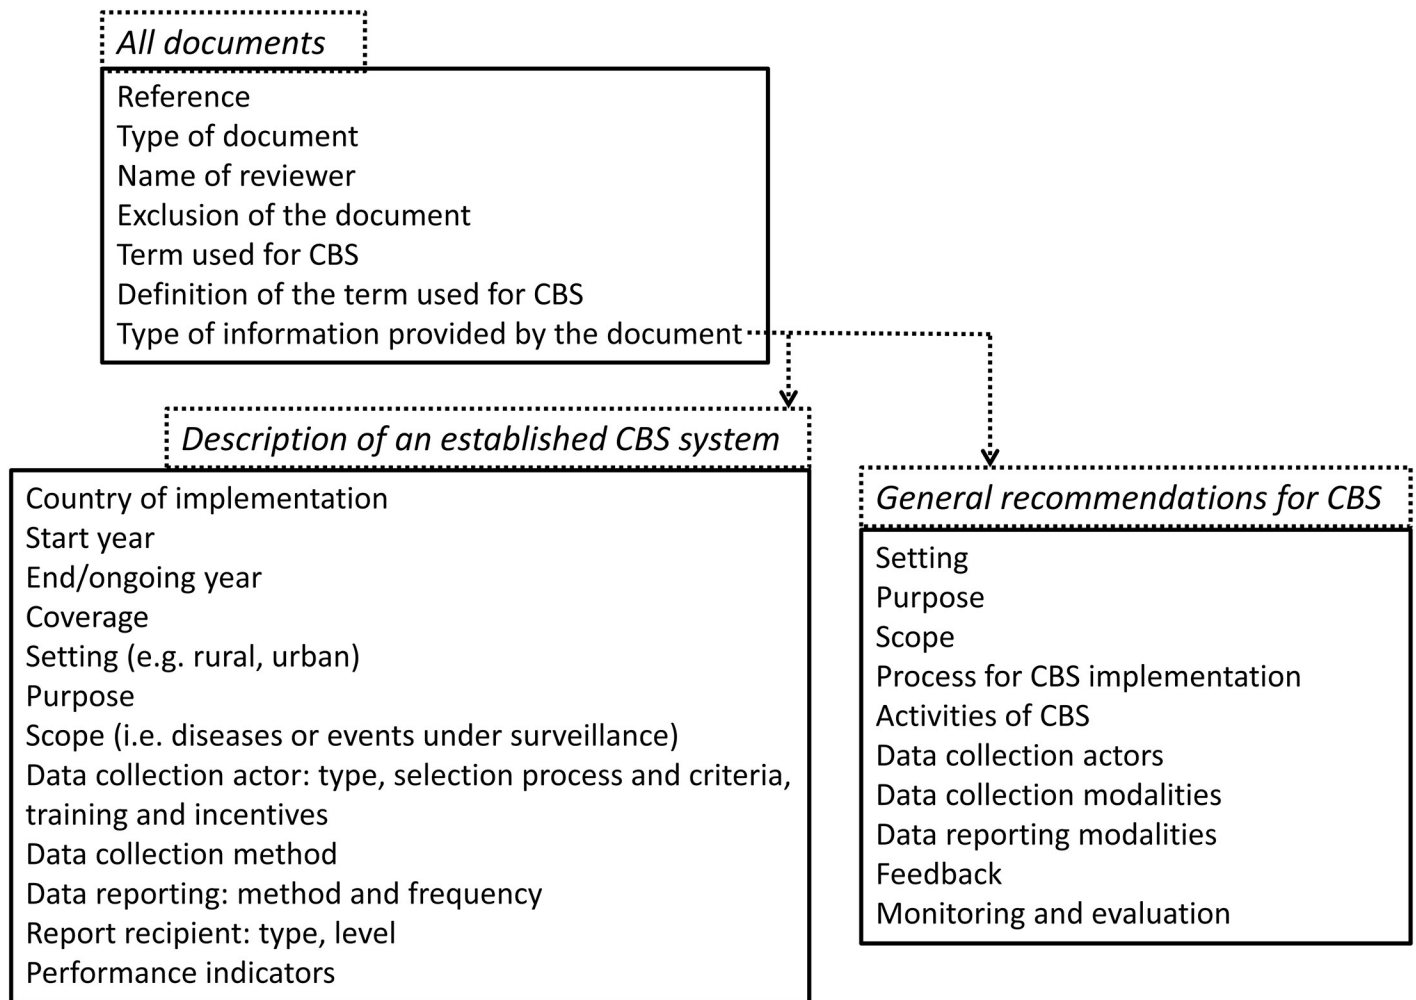 All documents
Reference
Type of document
Name of reviewer
Exclusion of the document
Term used for CBS
Definition of the term used for CBS
Type of information provided by the document
Description of an established CBS system
Country of implementation
Start year
End/ongoing year
Coverage
Setting (e.g. rural, urban)
Purpose
Scope (i.e. diseases or events under surveillance)
Data collection actor: type, selection process and criteria,
training and incentives
Data collection method
Data reporting: method and frequency
Report recipient: type, level
Performance indicators
General recommendations for CBS
Setting
Purpose
Scope
Process for CBS implementation
Activities of CBS
Data collection actors
Data collection modalities
Data reporting modalities
Feedback
Monitoring and evaluation